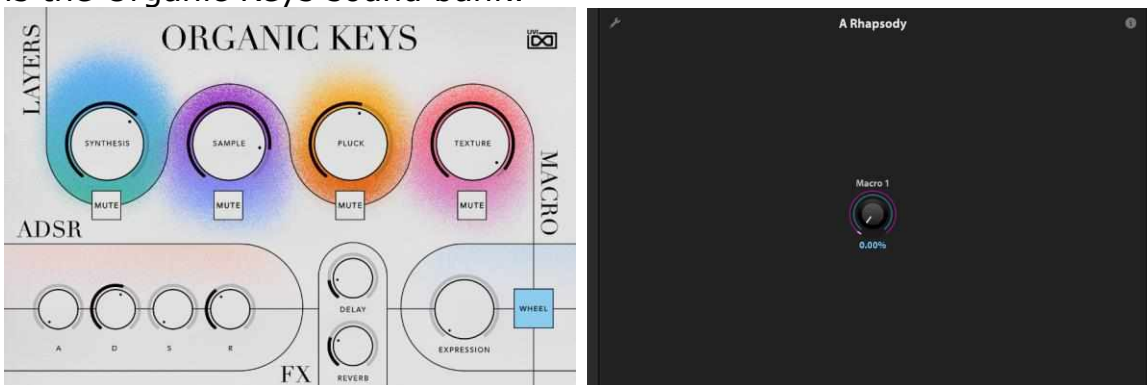 is the Organic Keys sound bank.
LAYERS
ORGANIC KEYS
UVI
SYNTHESIS
SAMPLE
PLUCK
TEXTURE
MUTE
MUTE
MUTE
MUTE
MACRO
ADSR
DELAY
WHEEL
A
D
S
R
EXPRESSION
FX
REVERB
A Rhapsody
Macro 1
0.00%